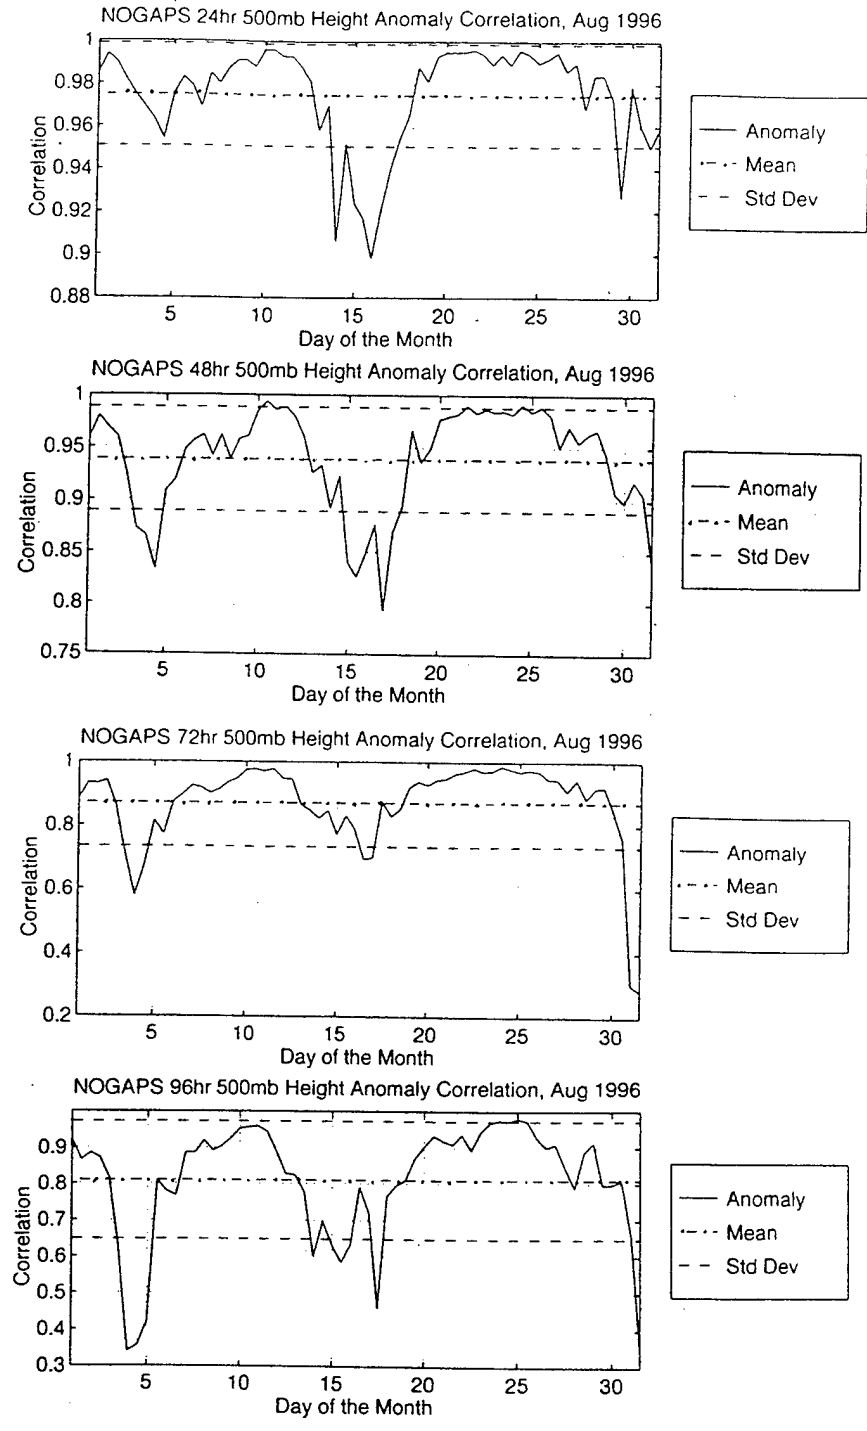 NOGAPS 24hr 500mb Height Anomaly Correlation, Aug 1996
1
0.98
0.96
0.94
0.92
0.9
0.88
Correlation
5 10 15 20 25 30
Day of the Month
Anomaly
Mean
Std Dev
NOGAPS 48hr 500mb Height Anomaly Correlation, Aug 1996
1
0.95
0.9
0.85
0.8
0.75
Correlation
5 10 15 20 25 30
Day of the Month
Anomaly
Mean
Std Dev
NOGAPS 72hr 500mb Height Anomaly Correlation, Aug 1996
1
0.8
0.6
0.4
0.2
Correlation
5 10 15 20 25 30
Day of the Month
Anomaly
Mean
Std Dev
NOGAPS 96hr 500mb Height Anomaly Correlation, Aug 1996
0.9
0.8
0.7
0.6
0.5
0.4
0.3
Correlation
5 10 15 20 25 30
Day of the Month
Anomaly
Mean
Std Dev